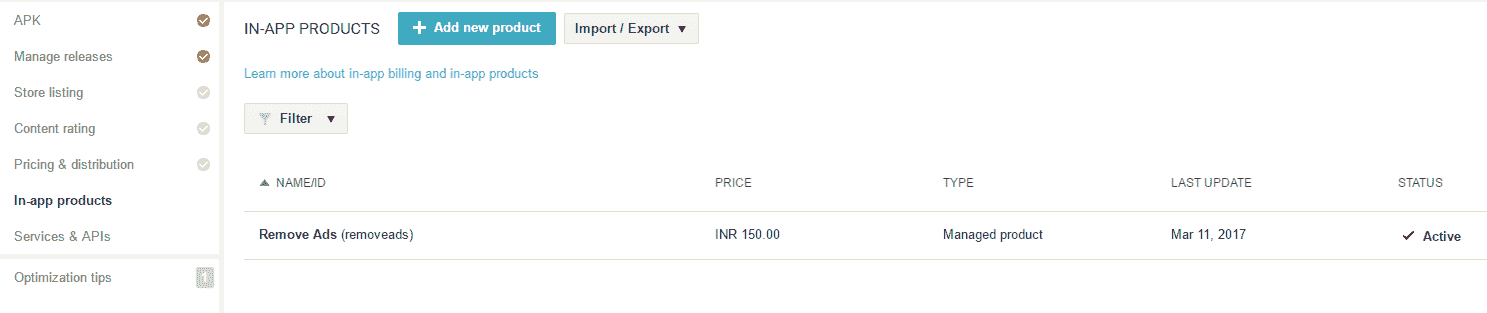 APK
Manage releases
Store listing
Content rating
Pricing & distribution
In-app products
Services & APIs
Optimization tips 1
IN-APP PRODUCTS + Add new product Import / Export
Learn more about in-app billing and in-app products
Filter
NAME/ID PRICE TYPE LAST UPDATE STATUS
Remove Ads (removeads) INR 150.00 Managed product Mar 11, 2017 Active